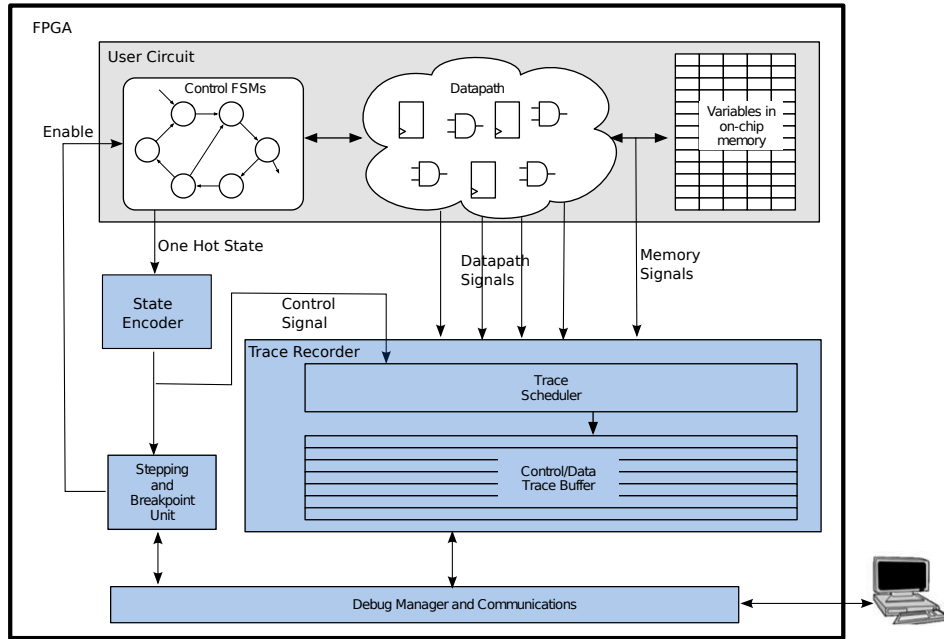 FPGA
User Circuit
Control FSMs
Datapath
Variables in
on-chip
memory
Enable
One Hot State
Datapath
Signals
Memory
Signals
State
Encoder
Control
Signal
Trace Recorder
Trace
Scheduler
Control/Data
Trace Buffer
Stepping
and
Breakpoint
Unit
Debug Manager and Communications